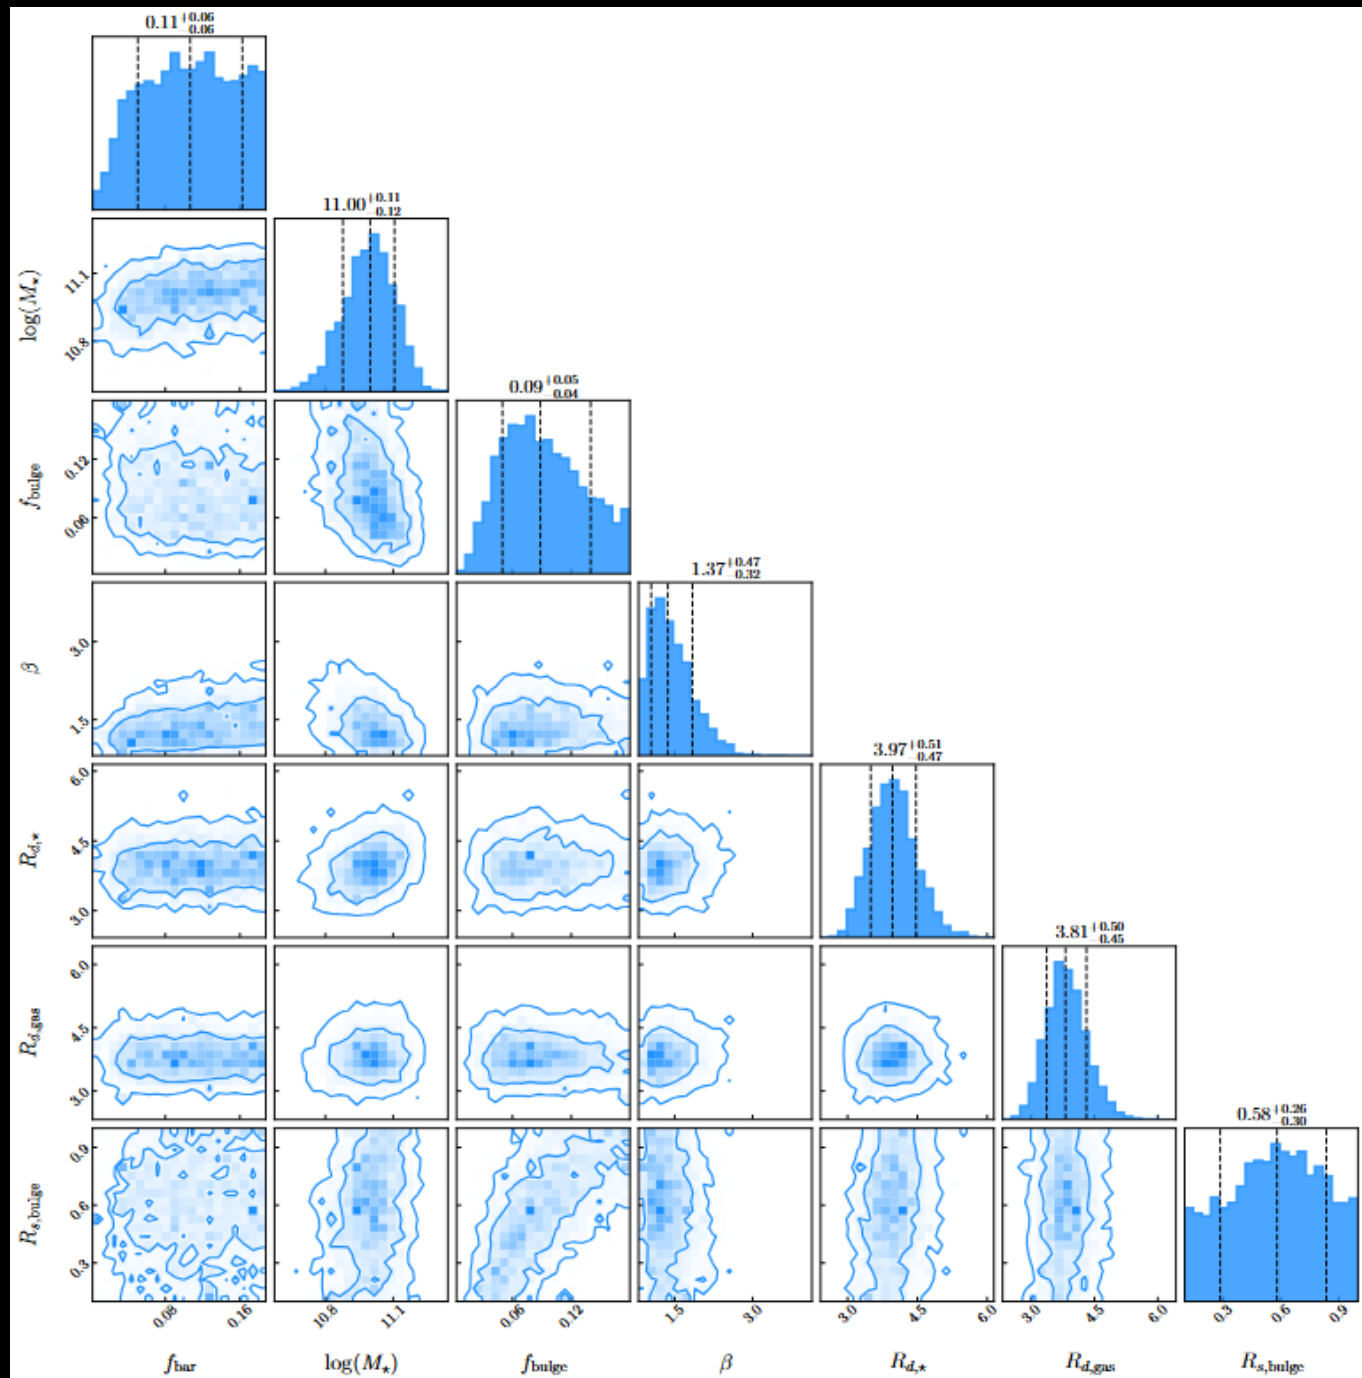 0.11+0.06−0.06
11.00+0.11−0.12
log(M⋆)
11.1
10.8
0.09+0.05−0.04
f_bulge
0.12
0.06
1.37+0.47−0.32
β
3.0
1.5
3.97+0.51−0.47
R_d,⋆
6.0
4.5
3.0
3.81+0.50−0.45
R_d,gas
6.0
4.5
3.0
0.58+0.26−0.30
R_s,bulge
0.9
0.6
0.3
0.08 0.16 10.8 11.1 0.06 0.12 1.5 3.0 3.0 4.5 6.0 3.0 4.5 6.0 0.3 0.6 0.9
f_bar log(M⋆) f_bulge β R_d,⋆ R_d,gas R_s,bulge